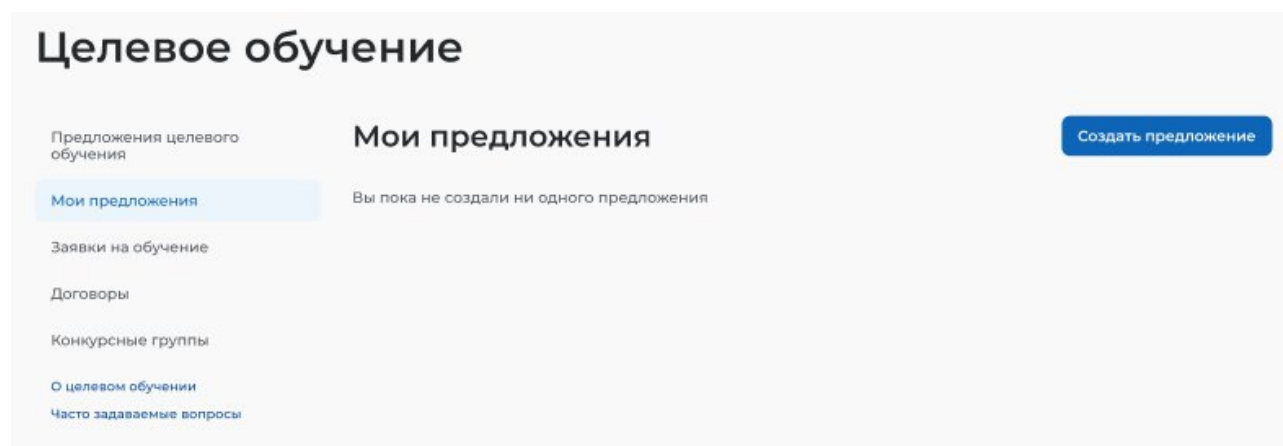 Целевое обучение
Предложения целевого
обучения
Мои предложения
Заявки на обучение
Договоры
Конкурсные группы
О целевом обучении
Часто задаваемые вопросы
Мои предложения
Создать предложение
Вы пока не создали ни одного предложения